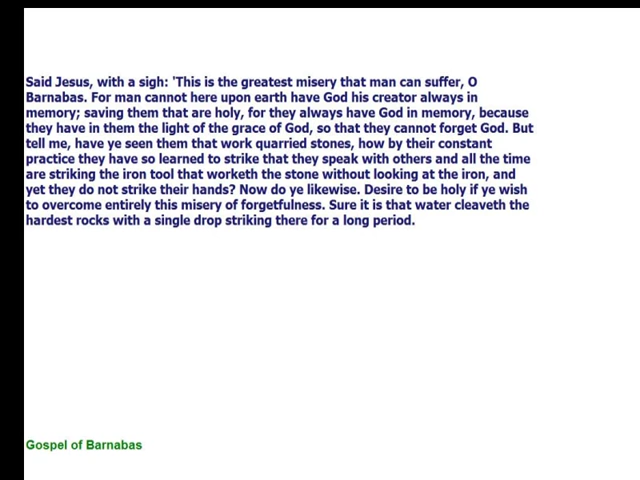 Said Jesus, with a sigh: 'This is the greatest misery that man can suffer, O
Barnabas. For man cannot here upon earth have God his creator always in
memory; saving them that are holy, for they always have God in memory, because
they have in them the light of the grace of God, so that they cannot forget God. But
tell me, have ye seen them that work quarried stones, how by their constant
practice they have so learned to strike that they speak with others and all the time
are striking the iron tool that worketh the stone without looking at the iron, and
yet they do not strike their hands? Now do ye likewise. Desire to be holy if ye wish
to overcome entirely this misery of forgetfulness. Sure it is that water cleaveth the
hardest rocks with a single drop striking there for a long period.
Gospel of Barnabas